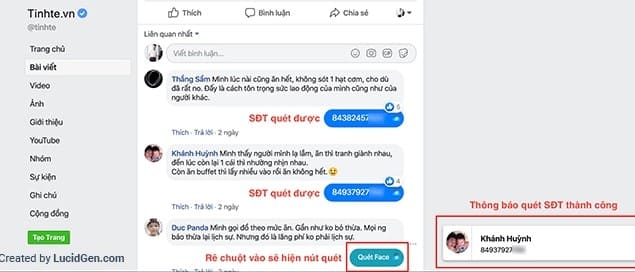 Tinhte.vn
@tinhte
Trang chủ
Bài viết
Video
Ảnh
Giới thiệu
YouTube
Nhóm
Sự kiện
Ghi chú
Cộng đồng
Tạo Trang
Created by LucidGen.com
Thích Bình luận Chia sẻ
Liên quan nhất
Viết bình luận...
Thắng Sắm Mình lúc nào cũng ăn hết, không sót 1 hạt cơm, cho dù
đã rất no. Đấy là cách tôn trọng sức lao động của mình cũng như của
người khác.
5
SĐT quét được
84938245
Thích · Trả lời · 2 ngày
Khánh Huỳnh Mình thấy người mình lạ lắm, ăn thì tranh giành nhau,
đến lúc còn lại 1 cái thì nhường nhịn nhau.
Còn ăn buffet thì lấy nhiều vào rồi ăn không hết.
4
SĐT quét được
84937927
Thích · Trả lời · 2 ngày
Duc Panda Mình gọi đồ theo mức ăn. Gần như ko bỏ thừa. Mọi ng
bảo thừa lại lịch sự. Nhưng đó là lãng phí ko phải lịch sự.
Rê chuột vào sẽ hiện nút quét
Quét Face
Thích · Trả lời · 2 ngày
Thông báo quét SĐT thành công
Khánh Huỳnh
84937927